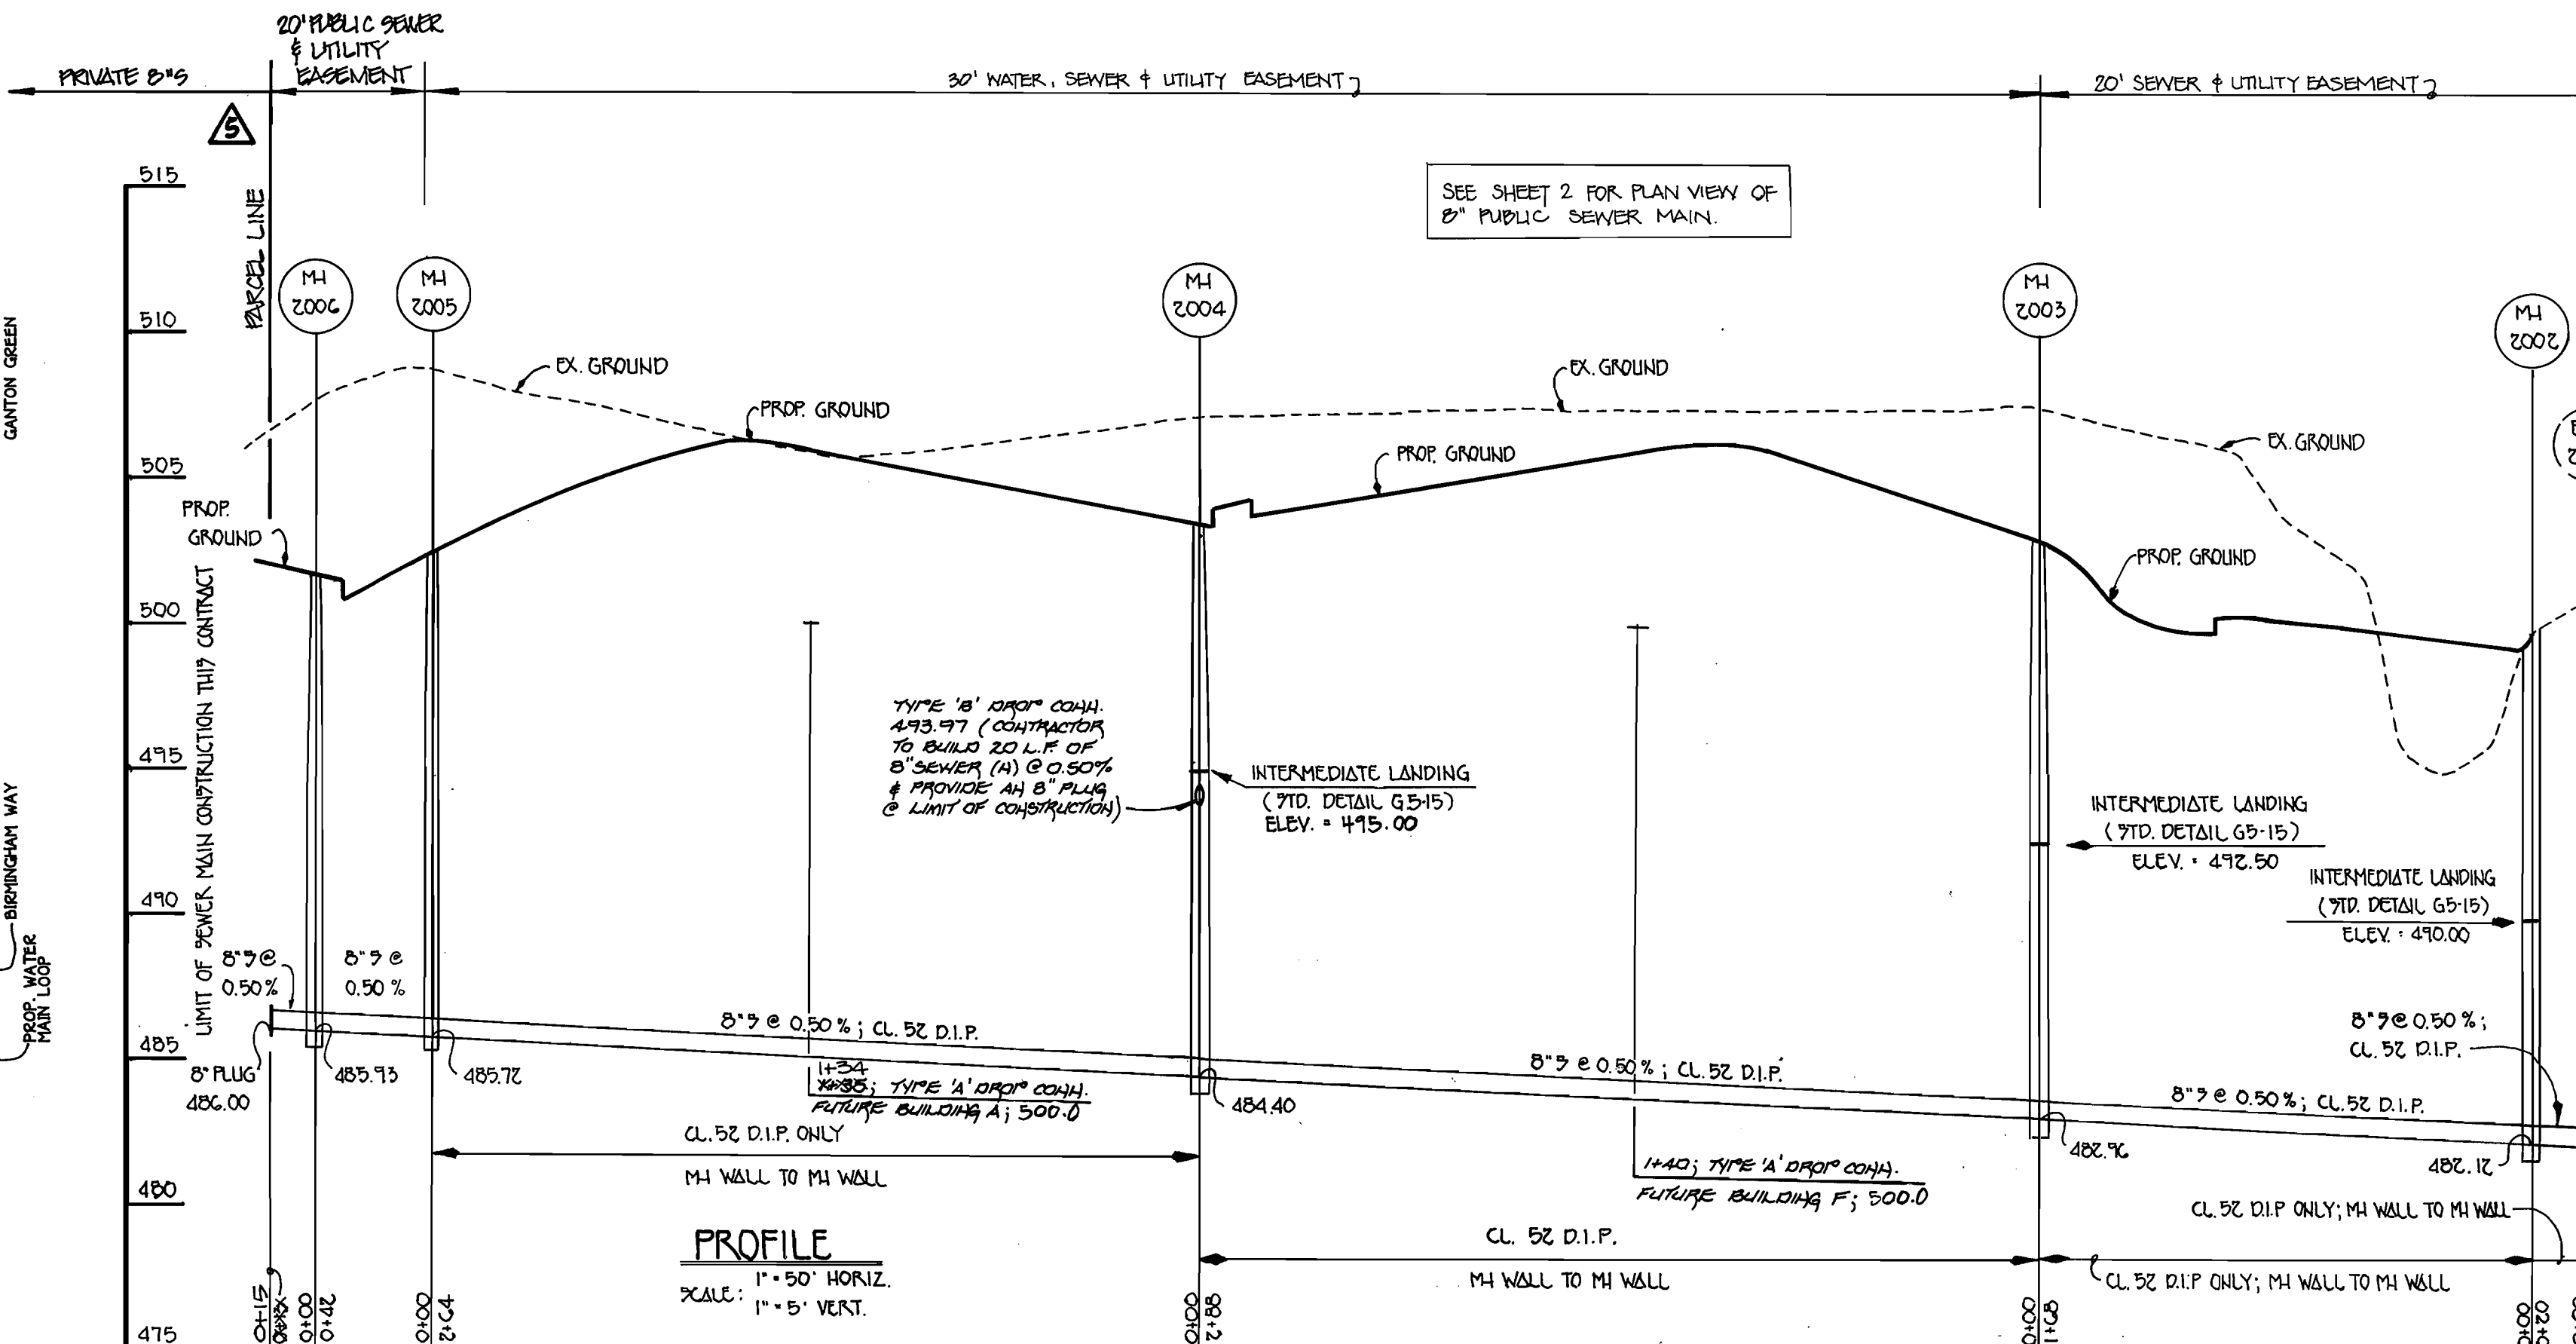 20' PUBLIC SEWER
& UTILITY
EASEMENT
PRIVATE 8"S
30' WATER, SEWER & UTILITY EASEMENT
20' SEWER & UTILITY EASEMENT
5
PARCEL LINE
SEE SHEET 2 FOR PLAN VIEW OF
8" PUBLIC SEWER MAIN.
515
510
505
500
495
490
485
480
475
GANTON GREEN
BIRMINGHAM WAY
PROP. WATER
MAIN LOOP
LIMIT OF SEWER MAIN CONSTRUCTION THIS CONTRACT
MH
2006
MH
2005
MH
2004
MH
2003
MH
2002
EX. GROUND
PROP. GROUND
EX. GROUND
PROP. GROUND
EX. GROUND
PROP. GROUND
PROP.
GROUND
TYPE 'B' DROP CONN.
493.97 (CONTRACTOR
TO BUILD 20 L.F. OF
8" SEWER (H) @ 0.50%
& PROVIDE AN 8" PLUG
@ LIMIT OF CONSTRUCTION)
INTERMEDIATE LANDING
(STD. DETAIL G5-15)
ELEV. = 495.00
INTERMEDIATE LANDING
(STD. DETAIL G5-15)
ELEV. = 492.50
INTERMEDIATE LANDING
(STD. DETAIL G5-15)
ELEV. = 490.00
8"S @
0.50%
8"S @
0.50 %
8"S @ 0.50 %; CL. 52 D.I.P.
8"S @ 0.50 %; CL. 52 D.I.P.
8"S @ 0.50 %; CL. 52 D.I.P.
8"S @ 0.50 %;
CL. 52 D.I.P.
8" PLUG
486.00
485.93
485.72
484.40
482.96
482.12
1+34
TYPE 'A' DROP CONN.
FUTURE BUILDING A; 500.0
1+40; TYPE 'A' DROP CONN.
FUTURE BUILDING F; 500.0
CL. 52 D.I.P. ONLY
MH WALL TO MH WALL
CL. 52 D.I.P.
MH WALL TO MH WALL
CL. 52 D.I.P ONLY; MH WALL TO MH WALL
CL. 52 D.I.P ONLY; MH WALL TO MH WALL
PROFILE
SCALE: 1" = 50' HORIZ.
1" = 5' VERT.
0+15
0+00
0+42
0+00
2+64